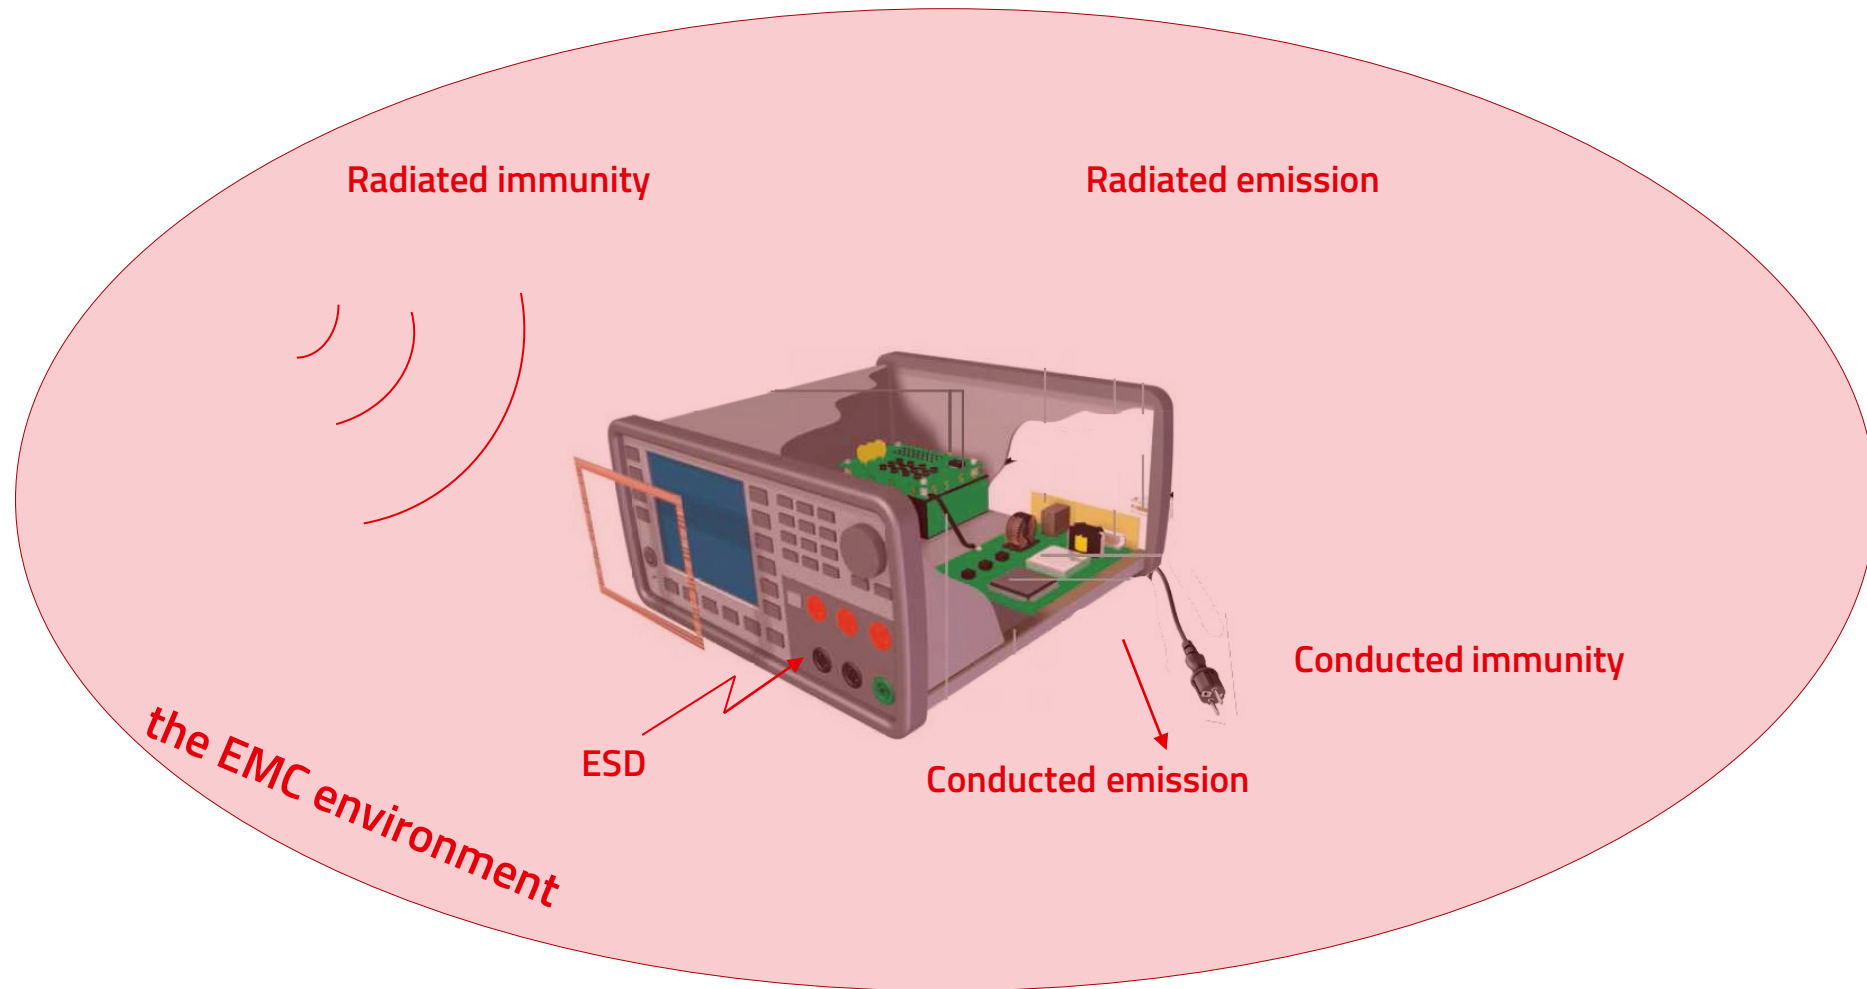 Radiated immunity
Radiated emission
Conducted immunity
ESD
Conducted emission
the EMC environment